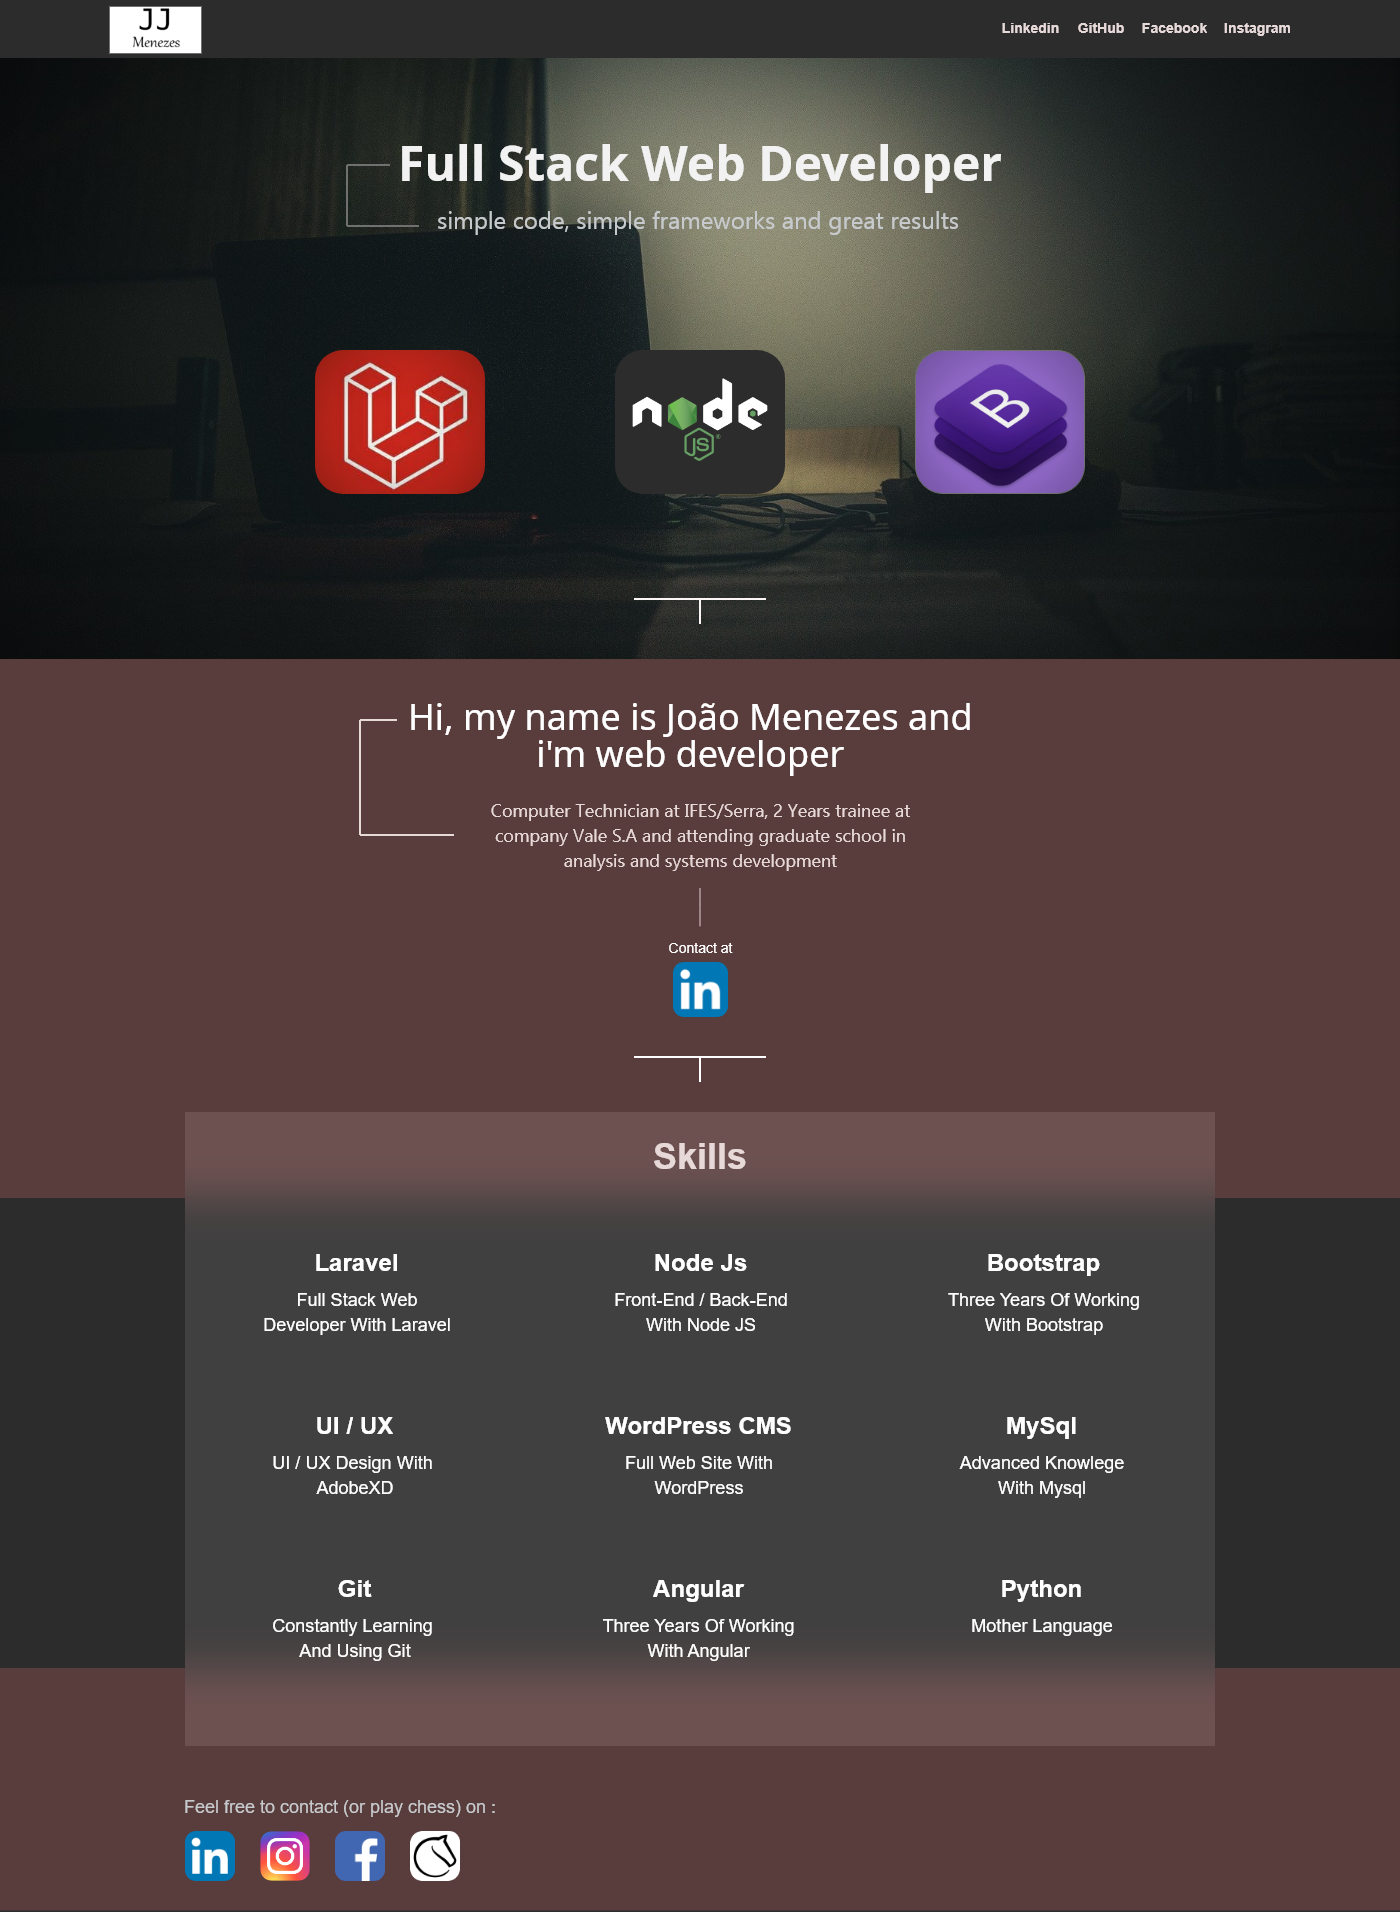 JJ
Menezes
Linkedin GitHub Facebook Instagram
Full Stack Web Developer
simple code, simple frameworks and great results
node
JS
B
Hi, my name is João Menezes and
i'm web developer
Computer Technician at IFES/Serra, 2 Years trainee at
company Vale S.A and attending graduate school in
analysis and systems development
Contact at
in
Skills
Laravel
Full Stack Web
Developer With Laravel
Node Js
Front-End / Back-End
With Node JS
Bootstrap
Three Years Of Working
With Bootstrap
UI / UX
UI / UX Design With
AdobeXD
WordPress CMS
Full Web Site With
WordPress
MySql
Advanced Knowlege
With Mysql
Git
Constantly Learning
And Using Git
Angular
Three Years Of Working
With Angular
Python
Mother Language
Feel free to contact (or play chess) on :
in
f